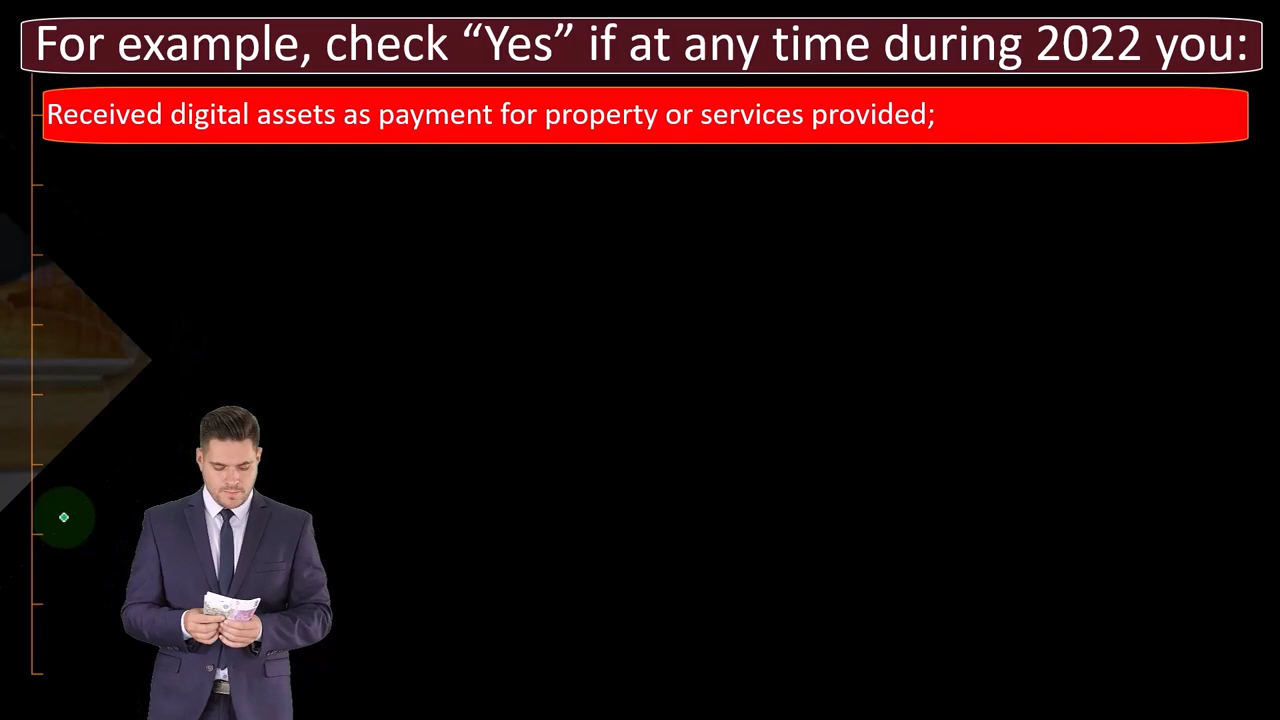 For example, check “Yes” if at any time during 2022 you:
Received digital assets as payment for property or services provided;